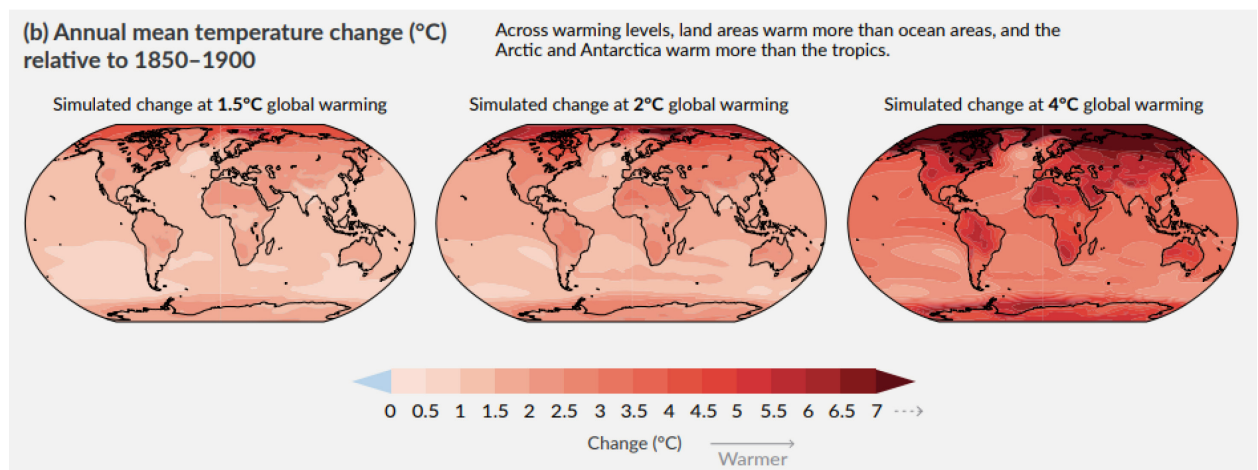 (b) Annual mean temperature change (°C)
relative to 1850–1900
Across warming levels, land areas warm more than ocean areas, and the
Arctic and Antarctica warm more than the tropics.
Simulated change at 1.5°C global warming
Simulated change at 2°C global warming
Simulated change at 4°C global warming
0 0.5 1 1.5 2 2.5 3 3.5 4 4.5 5 5.5 6 6.5 7
Change (°C)
Warmer